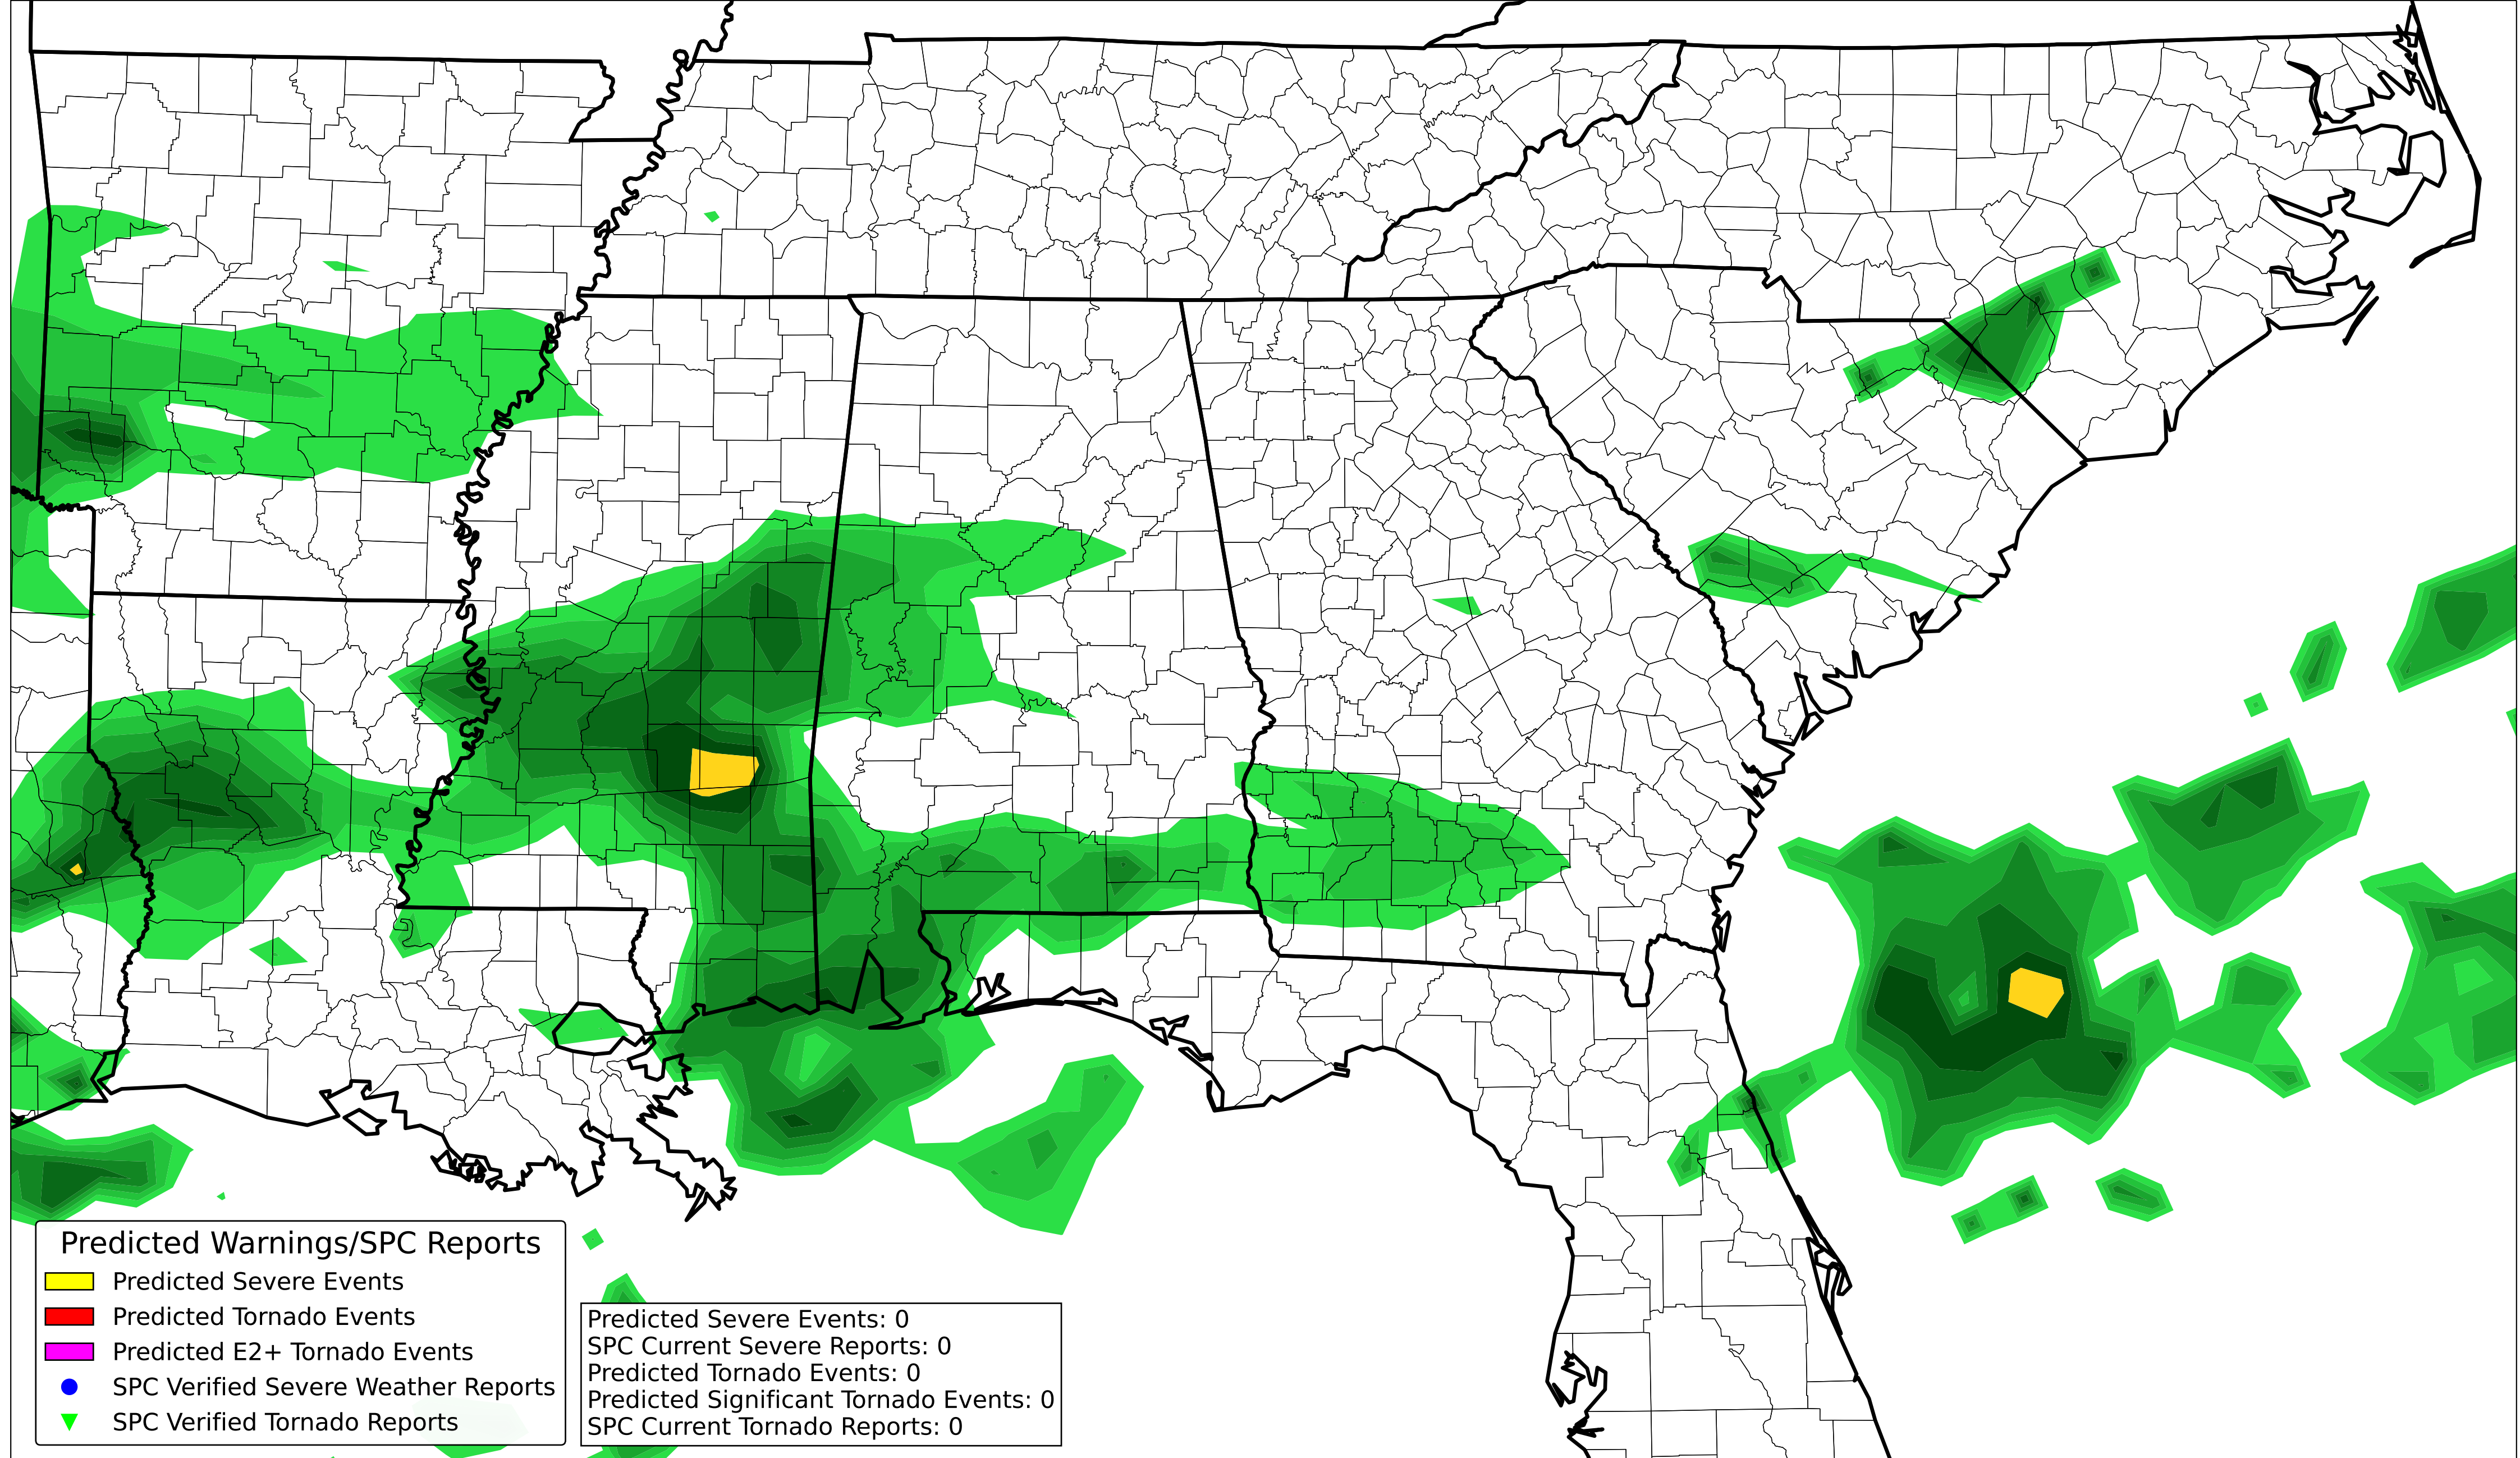 Predicted Warnings/SPC Reports
Predicted Severe Events
Predicted Tornado Events
Predicted E2+ Tornado Events
SPC Verified Severe Weather Reports
SPC Verified Tornado Reports
Predicted Severe Events: 0
SPC Current Severe Reports: 0
Predicted Tornado Events: 0
Predicted Significant Tornado Events: 0
SPC Current Tornado Reports: 0